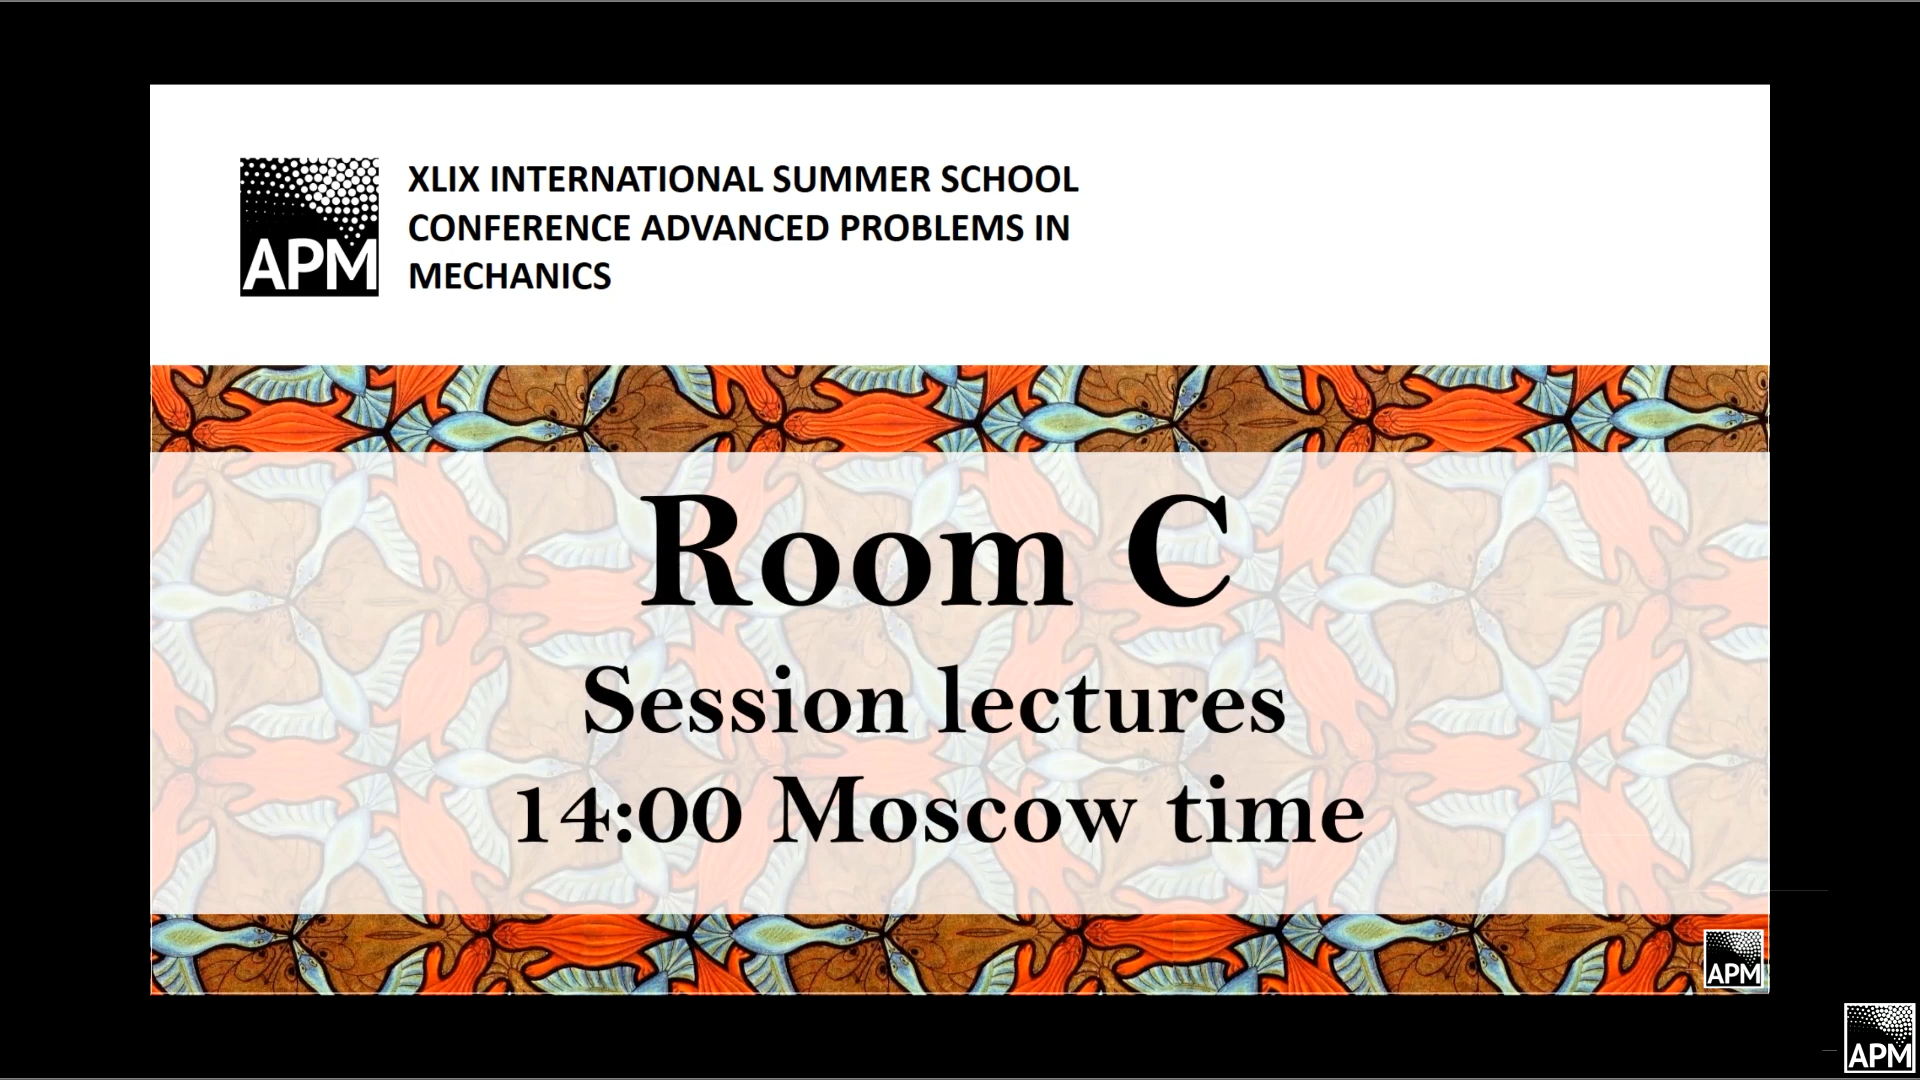 APM
XLIX INTERNATIONAL SUMMER SCHOOL
CONFERENCE ADVANCED PROBLEMS IN
MECHANICS
Room C
Session lectures
14:00 Moscow time
APM
APM